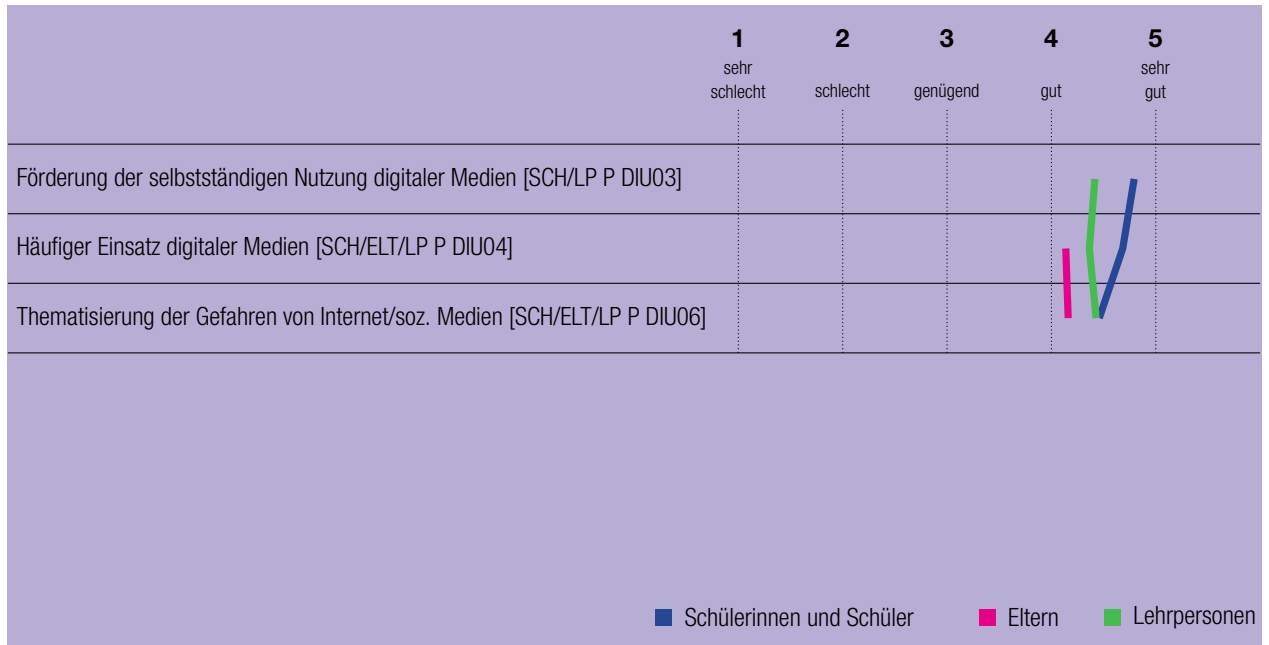 1 2 3 4 5
sehr schlecht schlecht genügend gut sehr gut
Förderung der selbstständigen Nutzung digitaler Medien [SCH/LP P DIU03]
Häufiger Einsatz digitaler Medien [SCH/ELT/LP P DIU04]
Thematisierung der Gefahren von Internet/soz. Medien [SCH/ELT/LP P DIU06]
Schülerinnen und Schüler Eltern Lehrpersonen